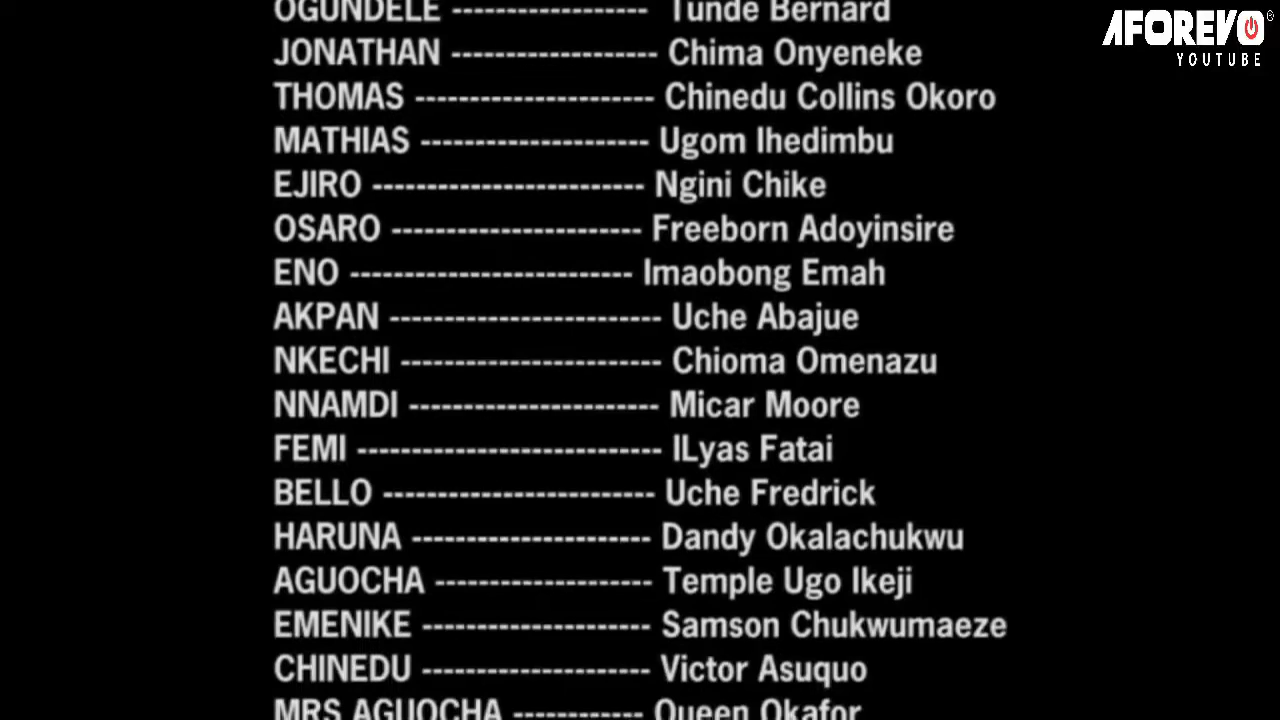 OGUNDELE ------------------ Tunde Bernard
JONATHAN ------------------- Chima Onyeneke
THOMAS ---------------------- Chinedu Collins Okoro
MATHIAS --------------------- Ugom Ihedimbu
EJIRO ------------------------- Ngini Chike
OSARO ----------------------- Freeborn Adoyinsire
ENO -------------------------- Imaobong Emah
AKPAN ------------------------- Uche Abajue
NKECHI ------------------------ Chioma Omenazu
NNAMDI ----------------------- Micar Moore
FEMI ---------------------------- ILyas Fatai
BELLO ------------------------- Uche Fredrick
HARUNA ---------------------- Dandy Okalachukwu
AGUOCHA -------------------- Temple Ugo Ikeji
EMENIKE --------------------- Samson Chukwumaeze
CHINEDU --------------------- Victor Asuquo
MRS AGUOCHA ------------ Queen Okafor
AFOREVO®
YOUTUBE